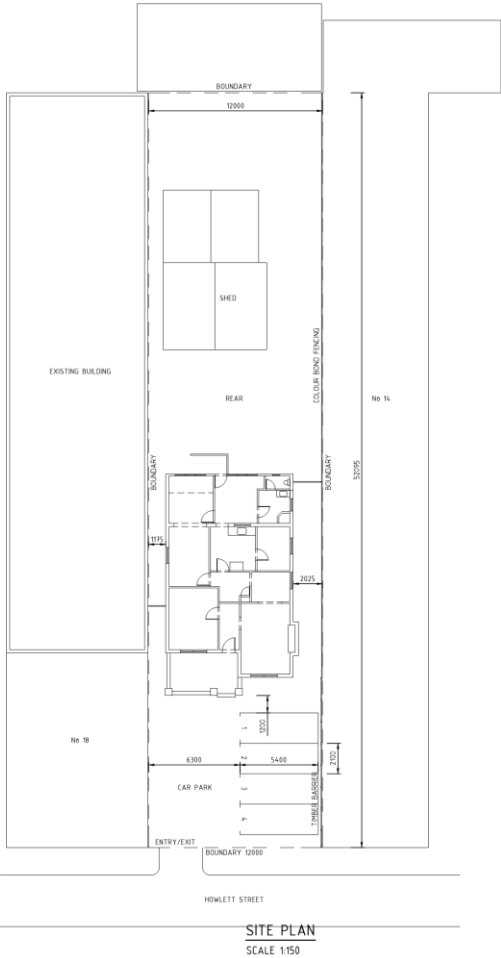 BOUNDARY
12000
SHED
COLOUR BOND FENCING
EXISTING BUILDING
REAR
No 14
BOUNDARY
BOUNDARY
52095
1175
2025
1200
1
No 18
6300
2
5400
2100
CAR PARK
3
TIMBER BARRIER
4
ENTRY/EXIT
BOUNDARY 12000
HOWLETT STREET
SITE PLAN
SCALE 1:150